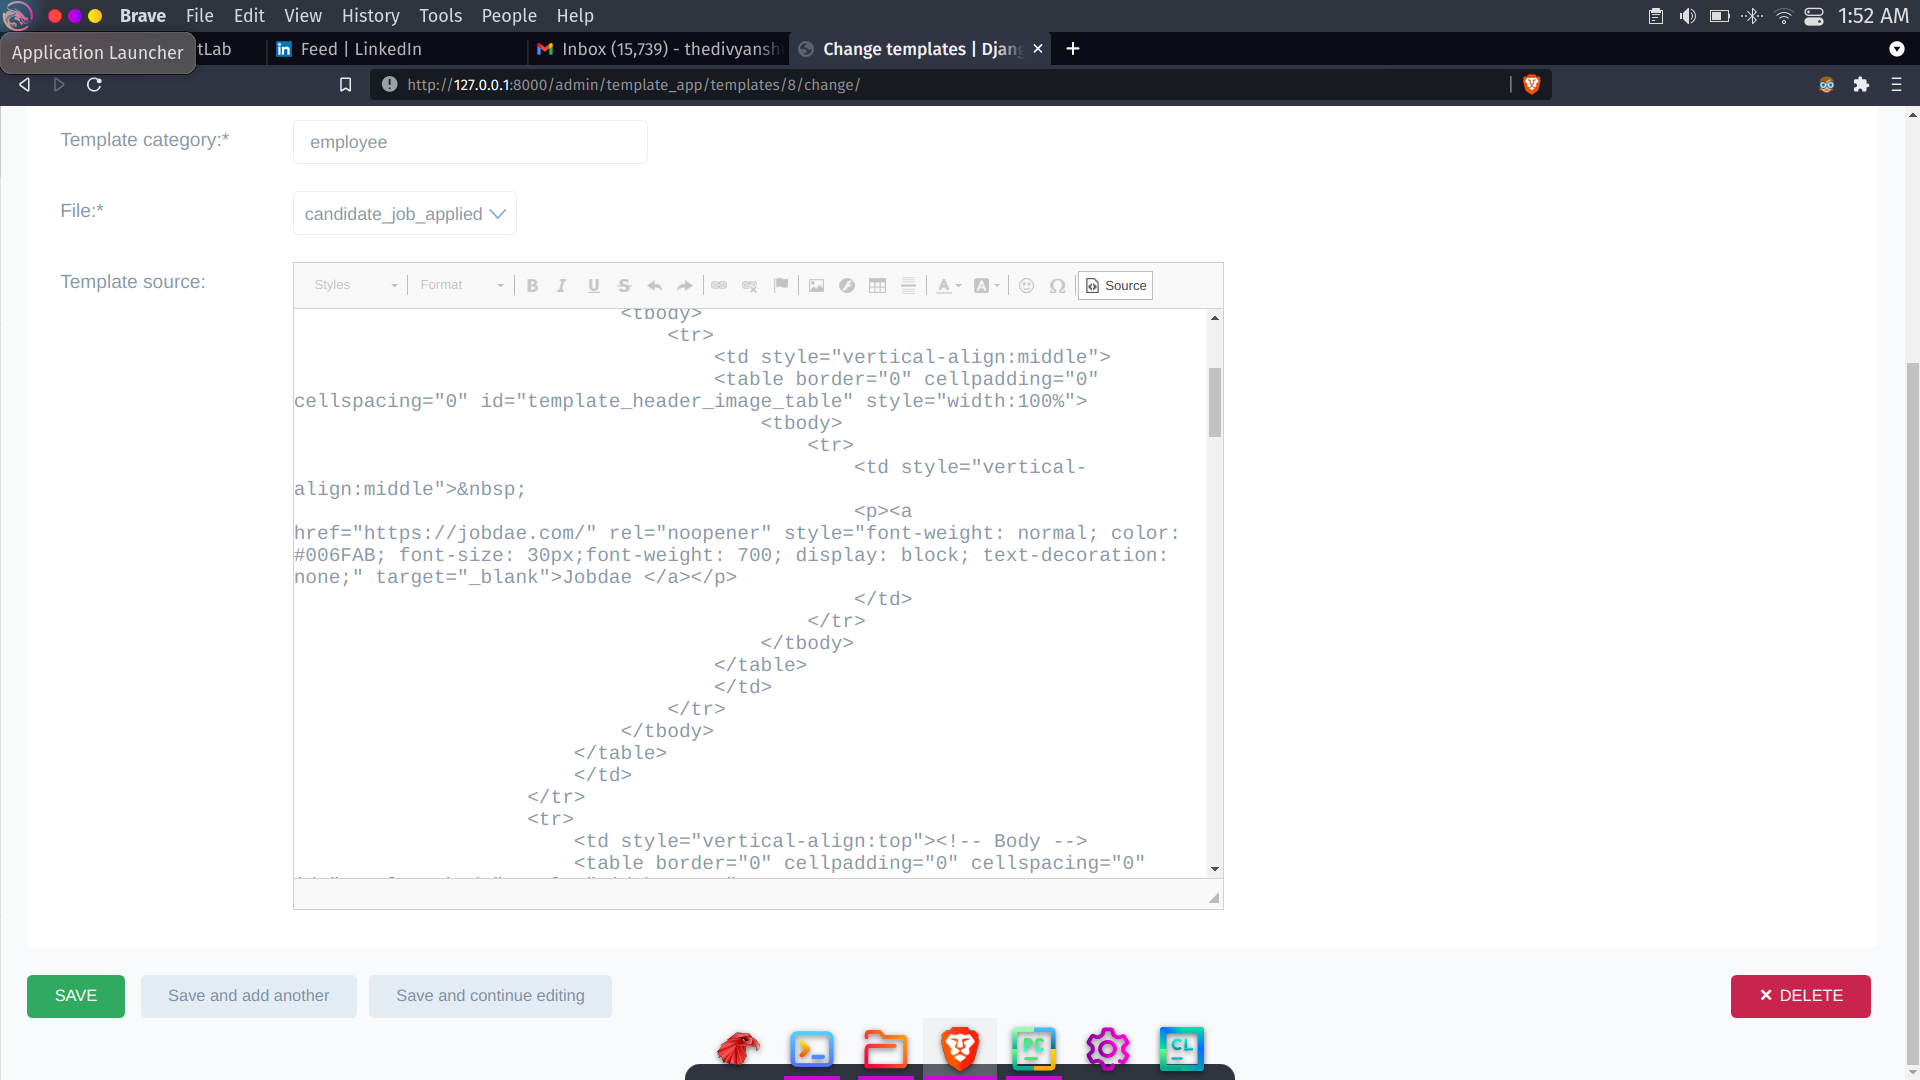 Brave File Edit View History Tools People Help 1:52 AM
Application Launcher
tLab
Feed | LinkedIn
Inbox (15,739) - thedivyansh
Change templates | Djang
http://127.0.0.1:8000/admin/template_app/templates/8/change/
Template category:* employee
File:* candidate_job_applied
Template source:
Styles Format B I U S A A Ω Source
<tbody>
<tr>
<td style="vertical-align:middle">
<table border="0" cellpadding="0"
cellspacing="0" id="template_header_image_table" style="width:100%">
<tbody>
<tr>
<td style="vertical-
align:middle">&nbsp;
<p><a
href="https://jobdae.com/" rel="noopener" style="font-weight: normal; color:
#006FAB; font-size: 30px;font-weight: 700; display: block; text-decoration:
none;" target="_blank">Jobdae </a></p>
</td>
</tr>
</tbody>
</table>
</td>
</tr>
</tbody>
</table>
</td>
</tr>
<tr>
<td style="vertical-align:top"><!-- Body -->
<table border="0" cellpadding="0" cellspacing="0"
SAVE
Save and add another
Save and continue editing
DELETE
PC
CL